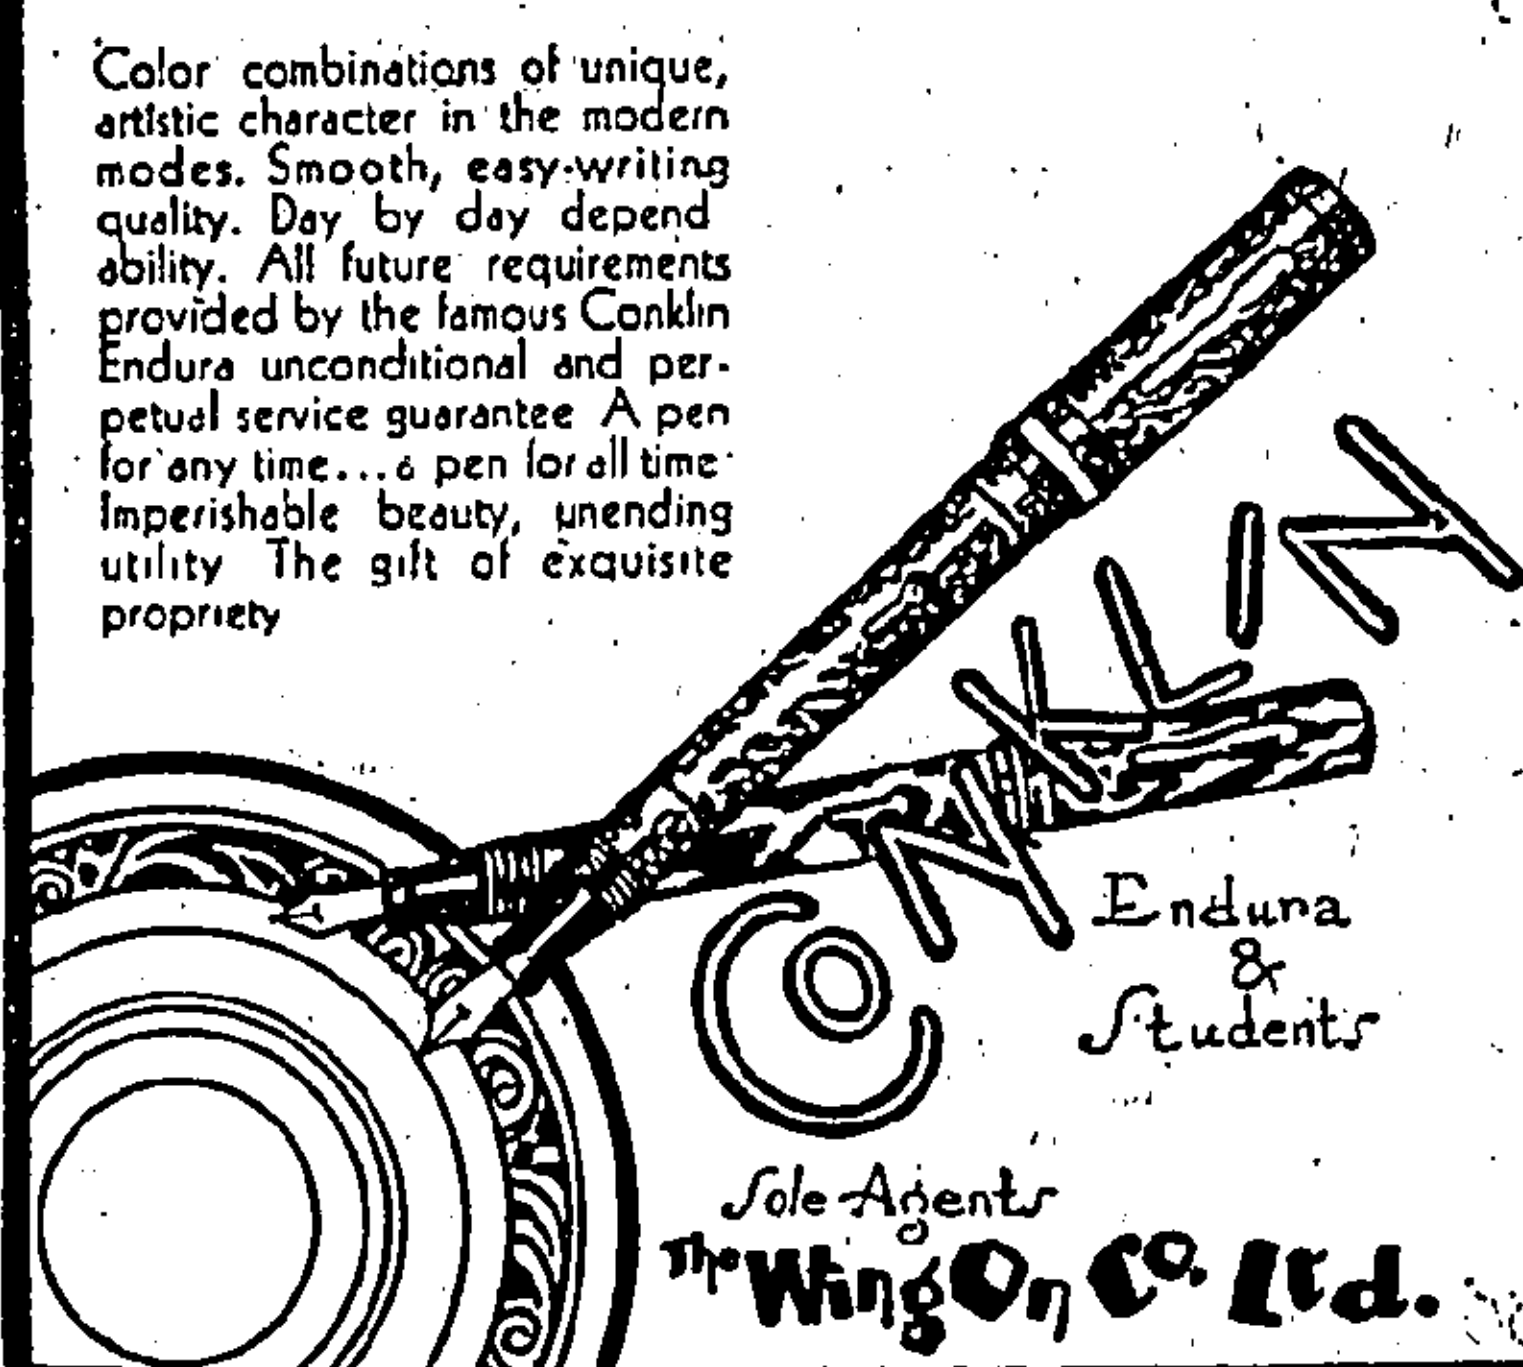 Color combinations of unique,
artistic character in the modern
modes. Smooth, easy-writing
quality. Day by day depend
ability. All future requirements
provided by the famous Conklin
Endura unconditional and per-
petual service guarantee A pen
for any time...a pen for all time
Imperishable beauty, unending
utility The gift of exquisite
propriety
CONKLIN
Endura
&
Students
Sole Agents
The Wing On Co. Ltd.